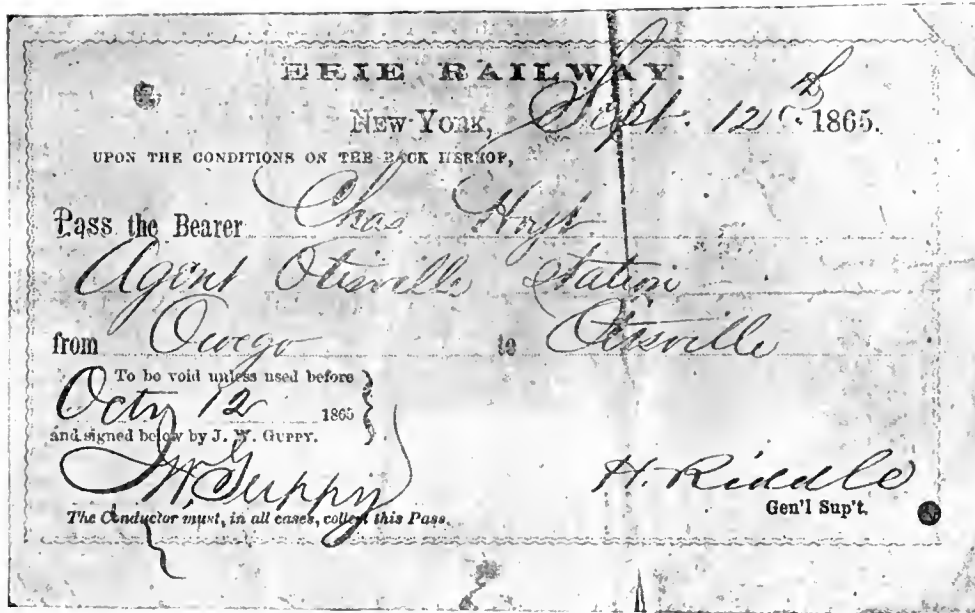 ERIE RAILWAY.
NEW YORK, Sept. 12th 1865.
UPON THE CONDITIONS ON THE BACK HEREOF,
Pass the Bearer Chas Hoyt
Agent Otisville Station
from Owego to Otisville
To be void unless used before
Octr 12 1865
and signed below by J. W. GUPPY.
J W Guppy
H. Riddle
Gen'l Sup't.
The Conductor must, in all cases, collect this Pass.